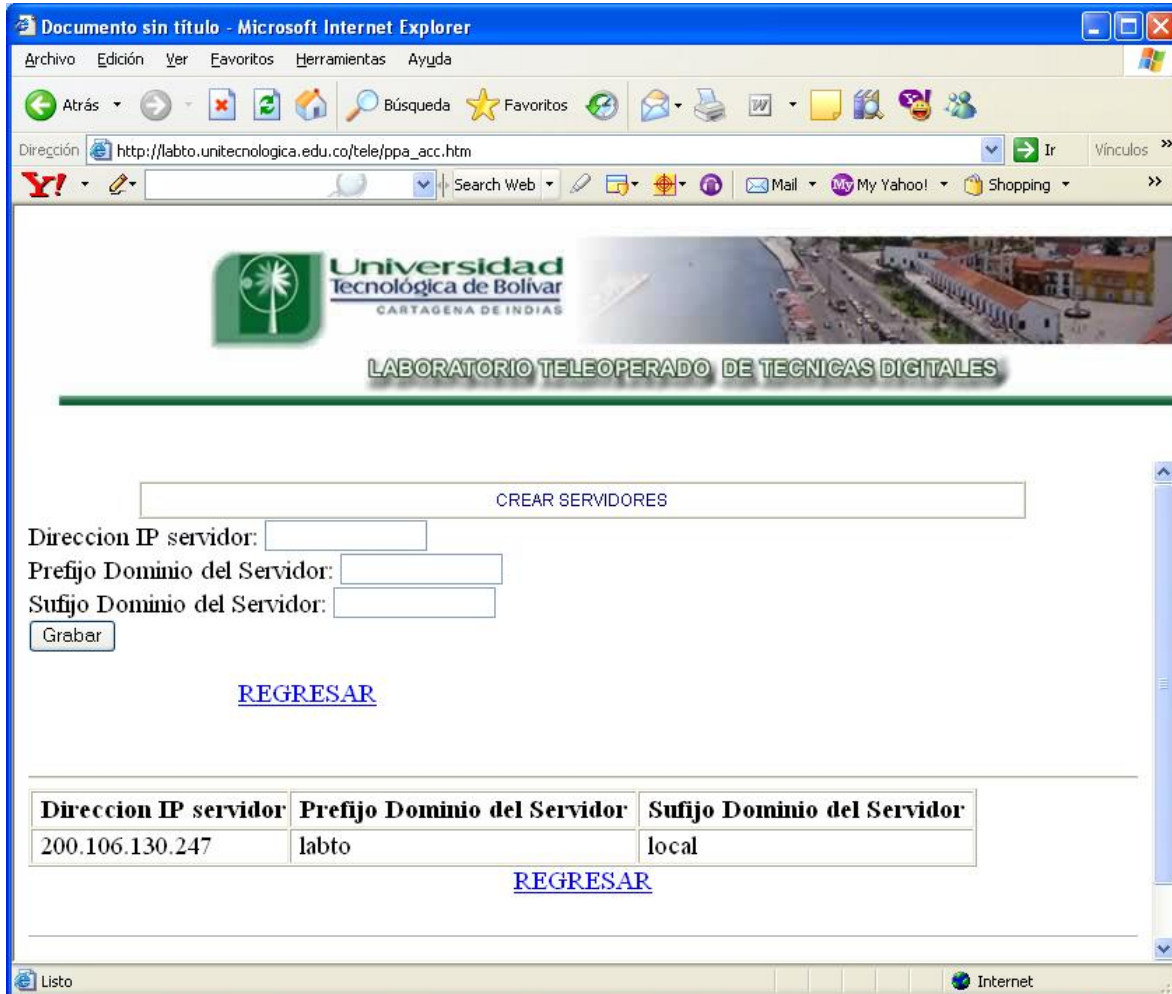 Documento sin título - Microsoft Internet Explorer
Archivo Edición Ver Favoritos Herramientas Ayuda
Atrás Búsqueda Favoritos
Dirección http://labto.unitecnologica.edu.co/tele/ppa_acc.htm Ir Vínculos »
Y! Search Web Mail My My Yahoo! Shopping »
Universidad
Tecnológica de Bolívar
CARTAGENA DE INDIAS
LABORATORIO TELEOPERADO DE TECNICAS DIGITALES
CREAR SERVIDORES
Direccion IP servidor:
Prefijo Dominio del Servidor:
Sufijo Dominio del Servidor:
Grabar
REGRESAR
Direccion IP servidor Prefijo Dominio del Servidor Sufijo Dominio del Servidor
200.106.130.247 labto local
REGRESAR
Listo Internet